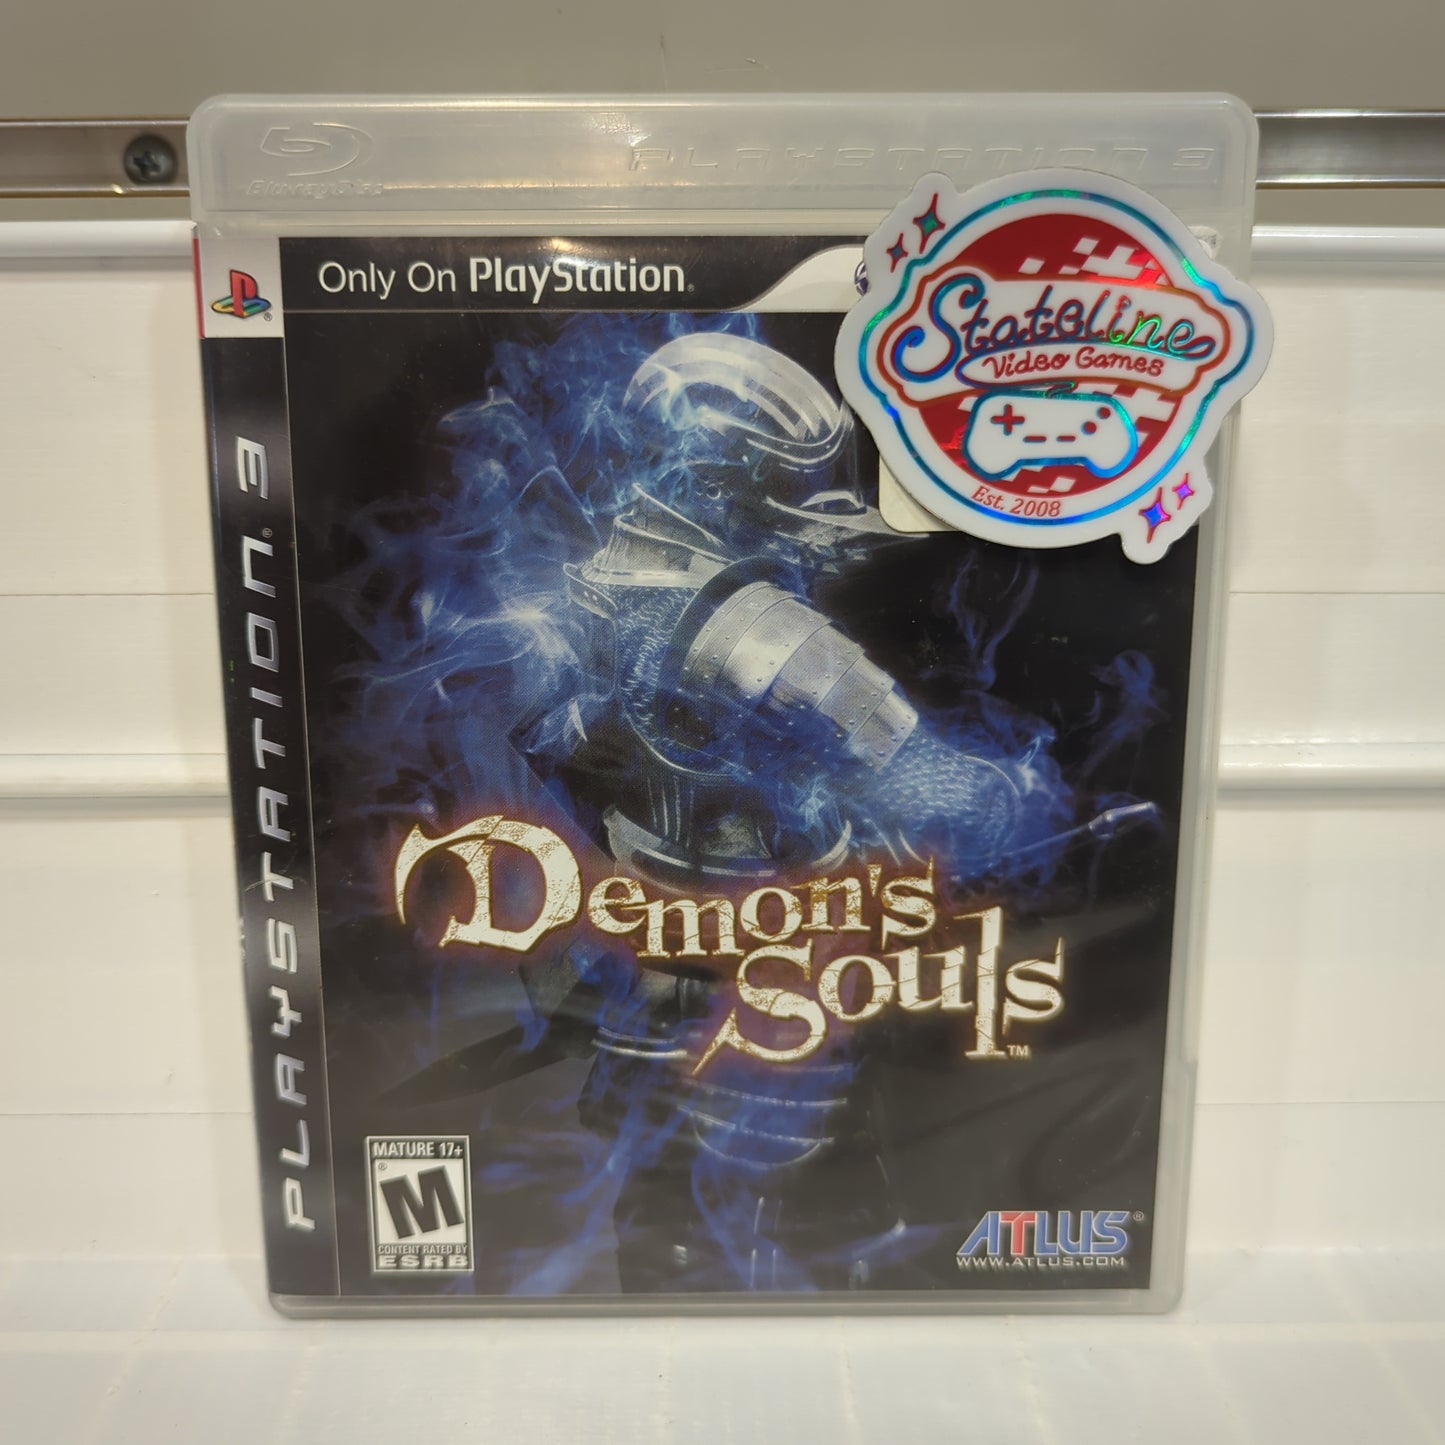 Blu-ray Disc
PLAYSTATION 3
Only On PlayStation®
Stateline
Video Games
Est. 2008
PLAYSTATION®3
Demon's
Souls™
MATURE 17+
M®
CONTENT RATED BY
ESRB
ATLUS®
WWW.ATLUS.COM